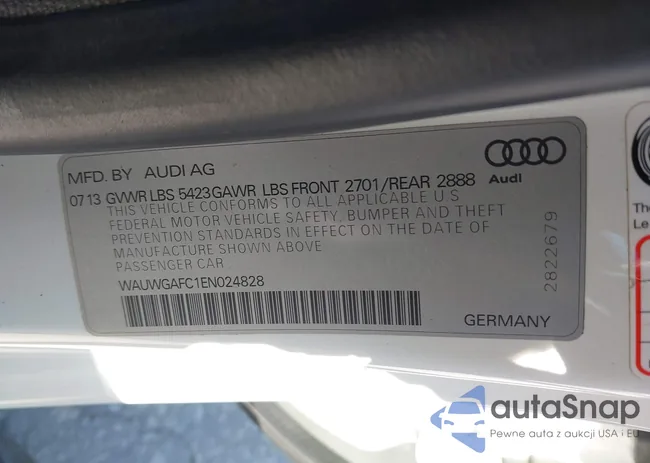 MFD. BY AUDI AG
Audi
07 13 GVWR LBS 5423 GAWR LBS FRONT 2701/REAR 2888
THIS VEHICLE CONFORMS TO ALL APPLICABLE U.S
FEDERAL MOTOR VEHICLE SAFETY, BUMPER AND THEFT
PREVENTION STANDARDS IN EFFECT ON THE DATE OF
MANUFACTURE SHOWN ABOVE
PASSENGER CAR
WAUWGAFC1EN024828
GERMANY
2822679
The
Le
autaSnap
Pewne auta z aukcji USA i EU